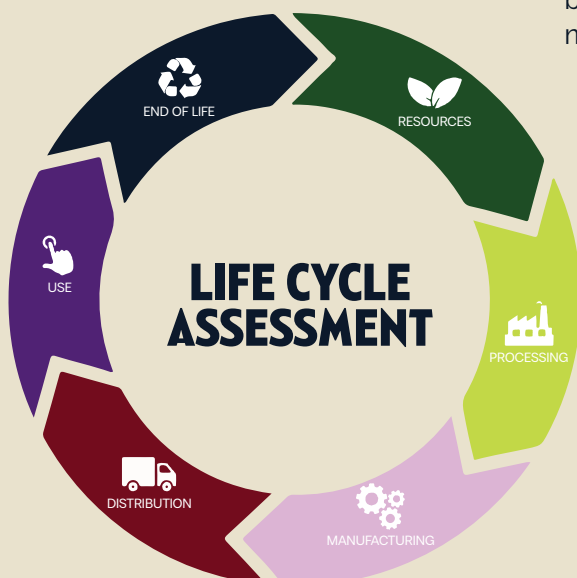 LIFE CYCLE
ASSESSMENT
RESOURCES
PROCESSING
MANUFACTURING
DISTRIBUTION
USE
END OF LIFE